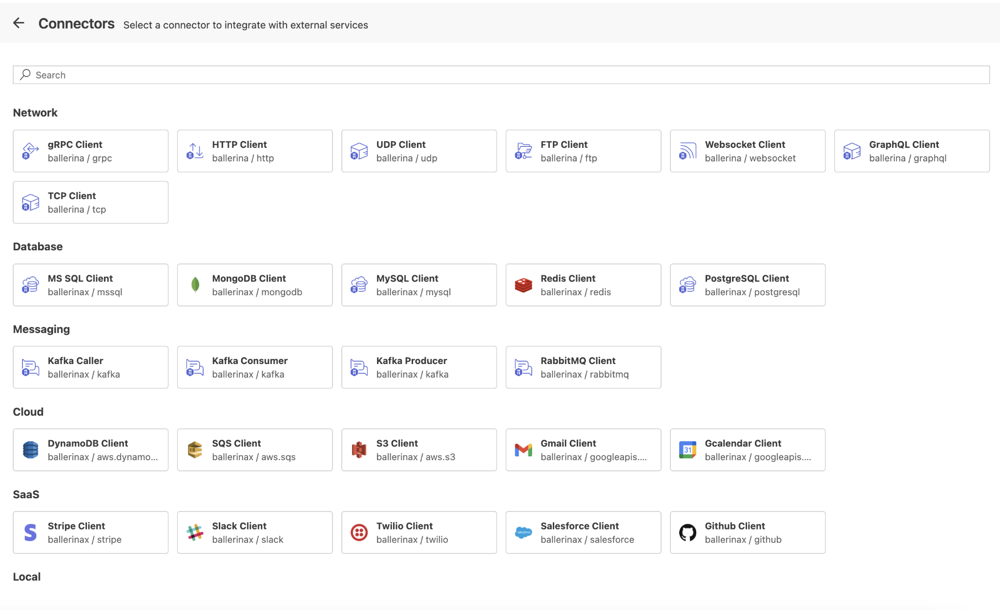 Connectors Select a connector to integrate with external services
Search
Network
gRPC Client
ballerina / grpc
HTTP Client
ballerina / http
UDP Client
ballerina / udp
FTP Client
ballerina / ftp
Websocket Client
ballerina / websocket
GraphQL Client
ballerina / graphql
TCP Client
ballerina / tcp
Database
MS SQL Client
ballerinax / mssql
MongoDB Client
ballerinax / mongodb
MySQL Client
ballerinax / mysql
Redis Client
ballerinax / redis
PostgreSQL Client
ballerinax / postgresql
Messaging
Kafka Caller
ballerinax / kafka
Kafka Consumer
ballerinax / kafka
Kafka Producer
ballerinax / kafka
RabbitMQ Client
ballerinax / rabbitmq
Cloud
DynamoDB Client
ballerinax / aws.dynamo...
SQS Client
ballerinax / aws.sqs
S3 Client
ballerinax / aws.s3
Gmail Client
ballerinax / googleapis....
31
Gcalendar Client
ballerinax / googleapis....
SaaS
Stripe Client
ballerinax / stripe
Slack Client
ballerinax / slack
Twilio Client
ballerinax / twilio
salesforce
Salesforce Client
ballerinax / salesforce
Github Client
ballerinax / github
Local